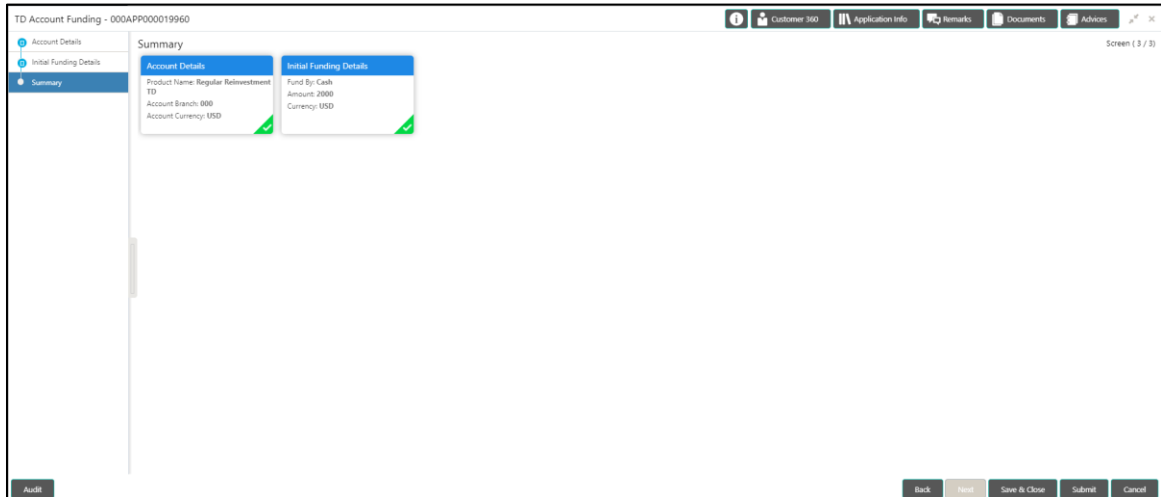 TD Account Funding - 000APP000019960
Customer 360
Application Info
Remarks
Documents
Advices
Account Details
Initial Funding Details
Summary
Summary
Screen ( 3 / 3)
Account Details
Product Name: Regular Reinvestment
TD
Account Branch: 000
Account Currency: USD
Initial Funding Details
Fund By: Cash
Amount: 2000
Currency: USD
Audit
Back
Next
Save & Close
Submit
Cancel